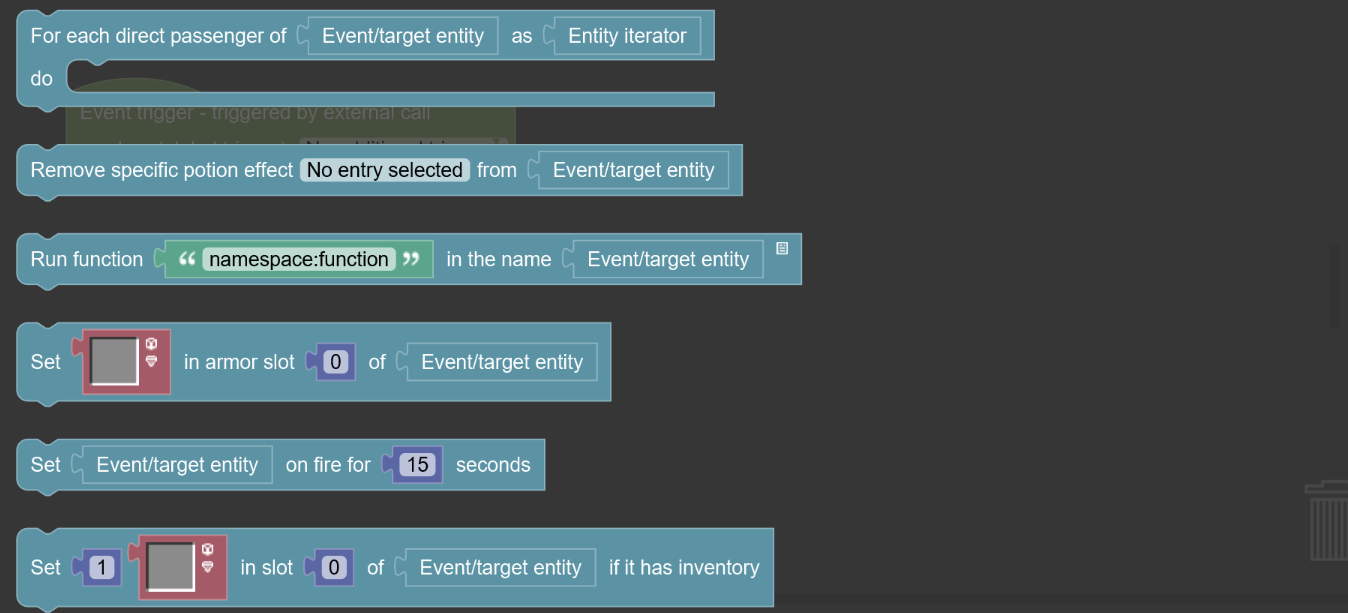 For each direct passenger of Event/target entity as Entity iterator
do
Event trigger - triggered by external call
Remove specific potion effect No entry selected from Event/target entity
Run function “ namespace:function ” in the name Event/target entity
Set in armor slot 0 of Event/target entity
Set Event/target entity on fire for 15 seconds
Set 1 in slot 0 of Event/target entity if it has inventory